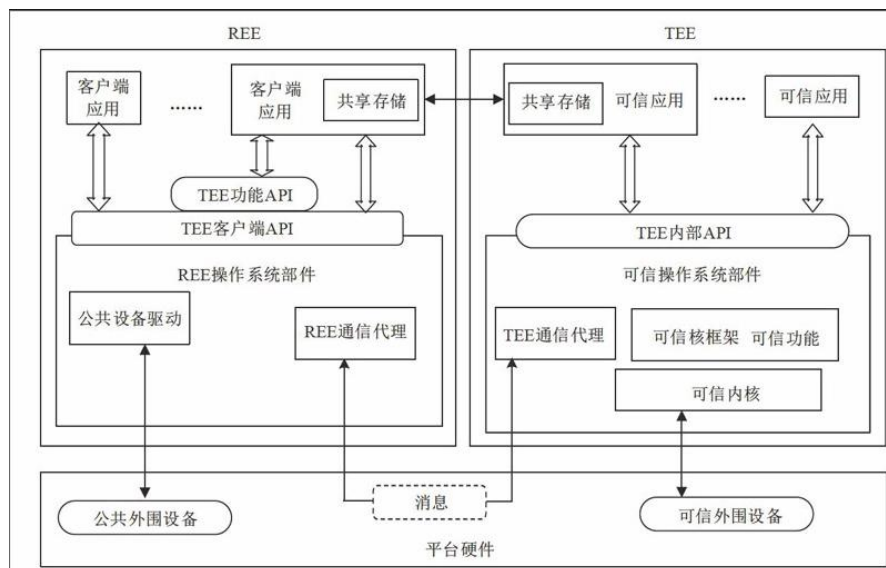 REE
TEE
客户端
应用
……
客户端
应用
共享存储
共享存储
可信应用
……
可信应用
TEE功能API
TEE客户端API
TEE内部API
REE操作系统部件
可信操作系统部件
公共设备驱动
REE通信代理
TEE通信代理
可信核框架 可信功能
可信内核
消息
公共外围设备
可信外围设备
平台硬件